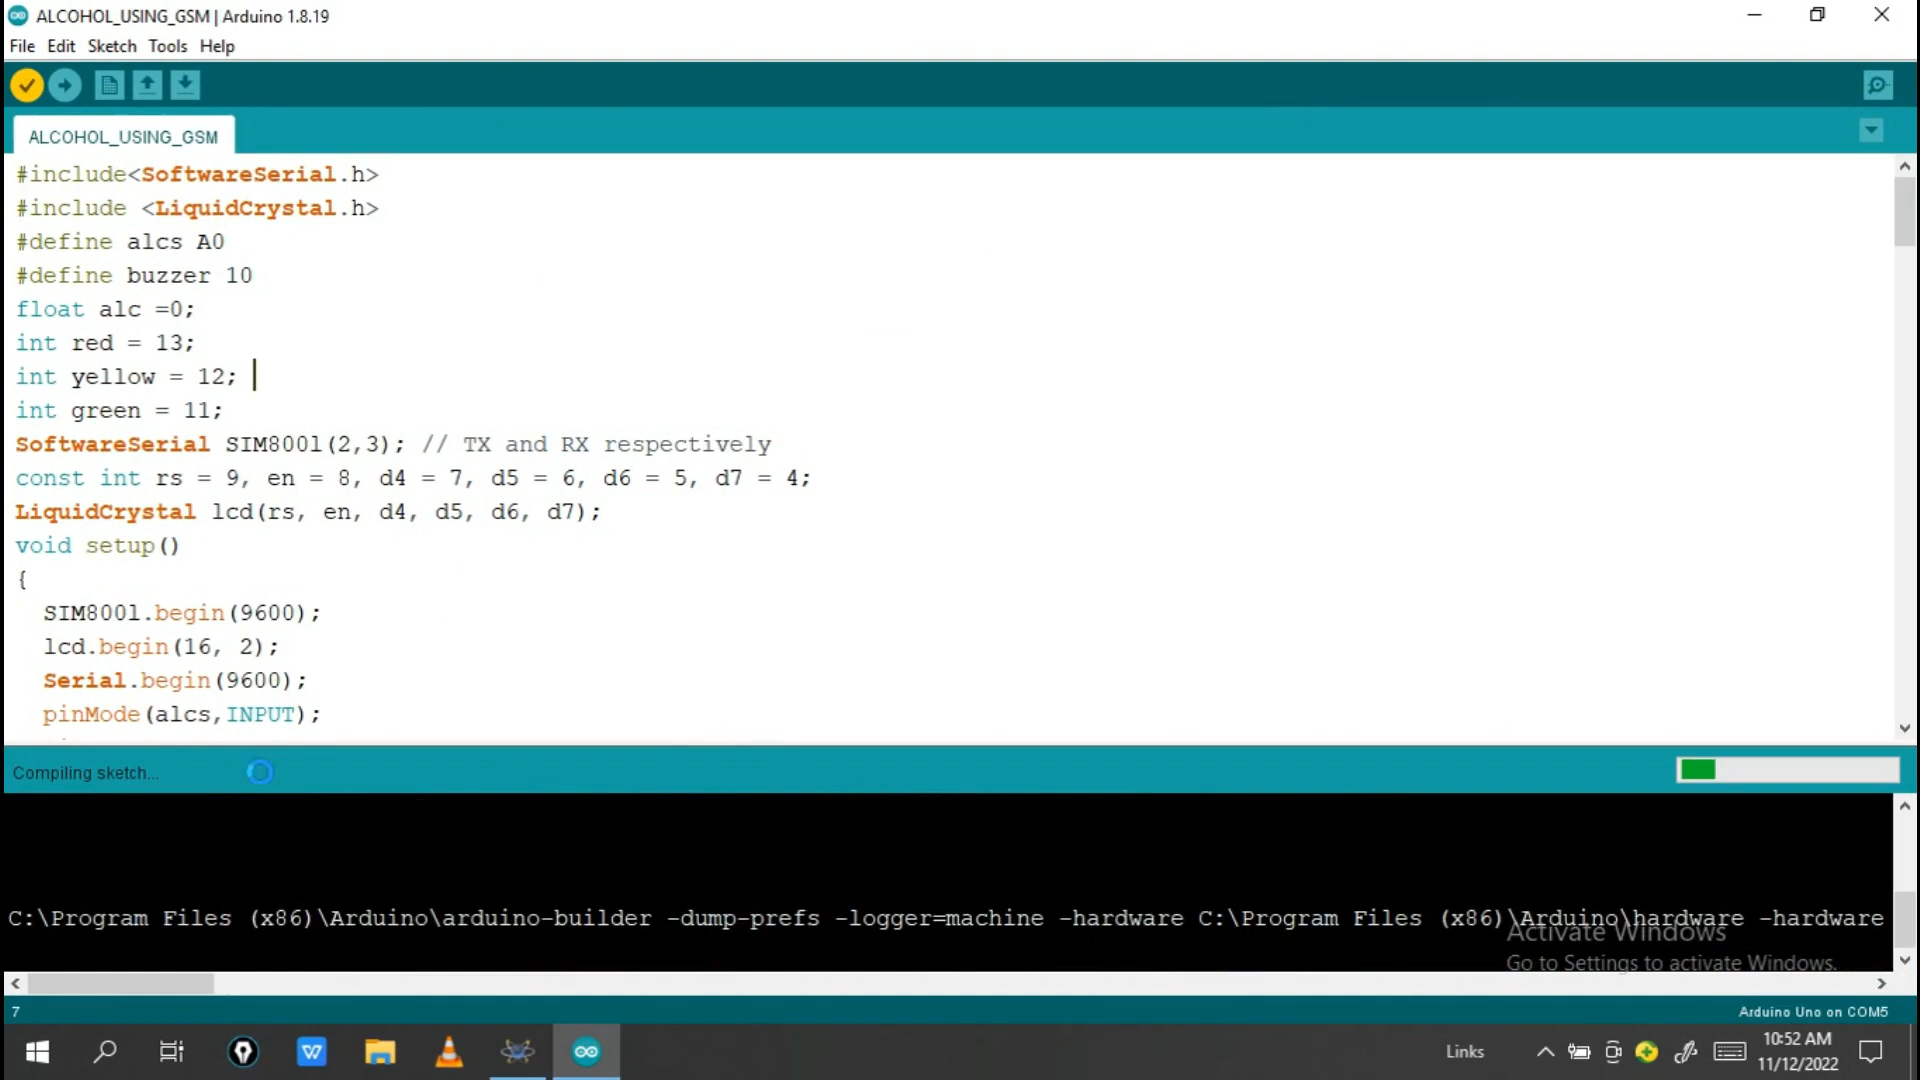 ALCOHOL_USING_GSM | Arduino 1.8.19
File Edit Sketch Tools Help
ALCOHOL_USING_GSM
#include<SoftwareSerial.h>
#include <LiquidCrystal.h>
#define alcs A0
#define buzzer 10
float alc =0;
int red = 13;
int yellow = 12;
int green = 11;
SoftwareSerial SIM800l(2,3); // TX and RX respectively
const int rs = 9, en = 8, d4 = 7, d5 = 6, d6 = 5, d7 = 4;
LiquidCrystal lcd(rs, en, d4, d5, d6, d7);
void setup()
{
SIM800l.begin(9600);
lcd.begin(16, 2);
Serial.begin(9600);
pinMode(alcs,INPUT);
Compiling sketch...
C:\Program Files (x86)\Arduino\arduino-builder -dump-prefs -logger=machine -hardware C:\Program Files (x86)\Arduino\hardware -hardware
Activate Windows
Go to Settings to activate Windows.
7
Arduino Uno on COM5
Links
10:52 AM
11/12/2022